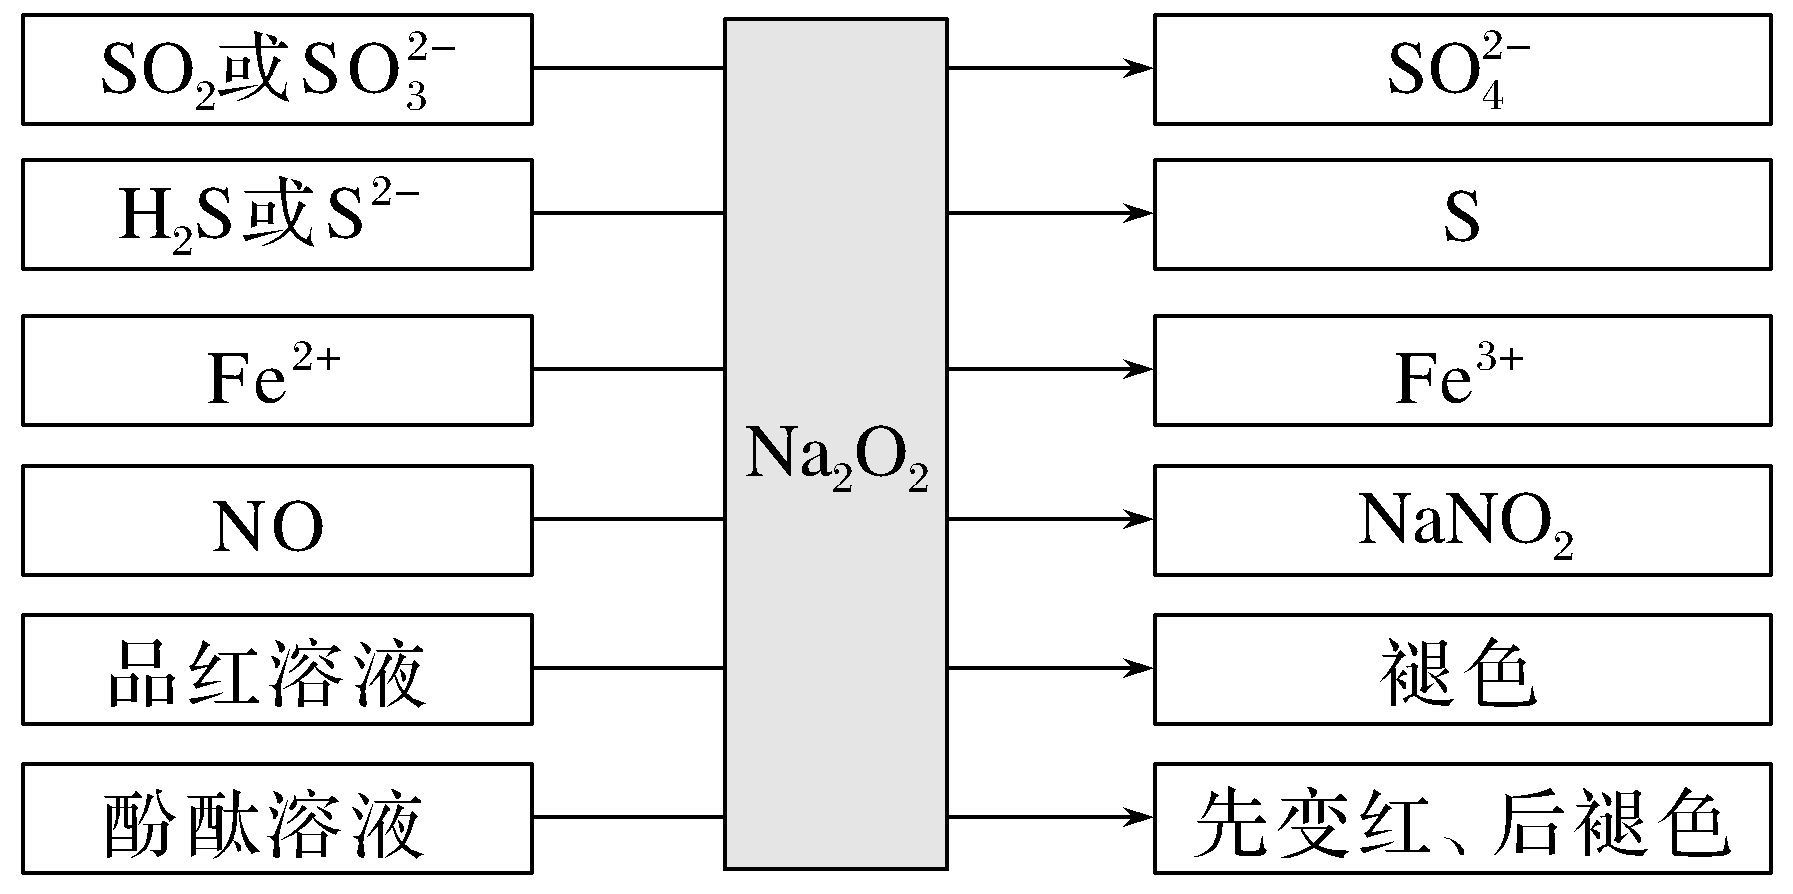 SO₂或SO₃²⁻
SO₄²⁻
H₂S或S²⁻
S
Fe²⁺
Fe³⁺
Na₂O₂
NO
NaNO₂
品红溶液
褪色
酚酞溶液
先变红、后褪色